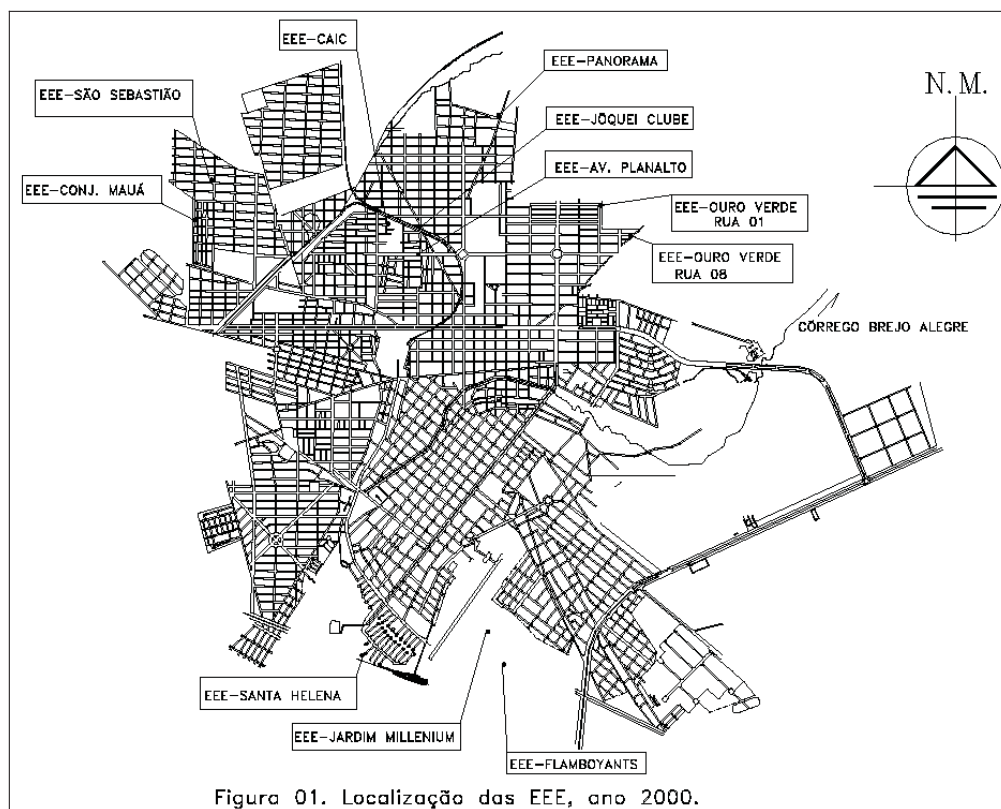 EEE-CAIC
EEE-PANORAMA
EEE-SÃO SEBASTIÃO
N. M.
EEE-JÓQUEI CLUBE
EEE-AV. PLANALTO
EEE-CONJ. MAUÁ
EEE-OURO VERDE
RUA 01
EEE-OURO VERDE
RUA 08
CÓRREGO BREJO ALEGRE
EEE-SANTA HELENA
EEE-JARDIM MILLENIUM
EEE-FLAMBOYANTS
Figura 01. Localização das EEE, ano 2000.